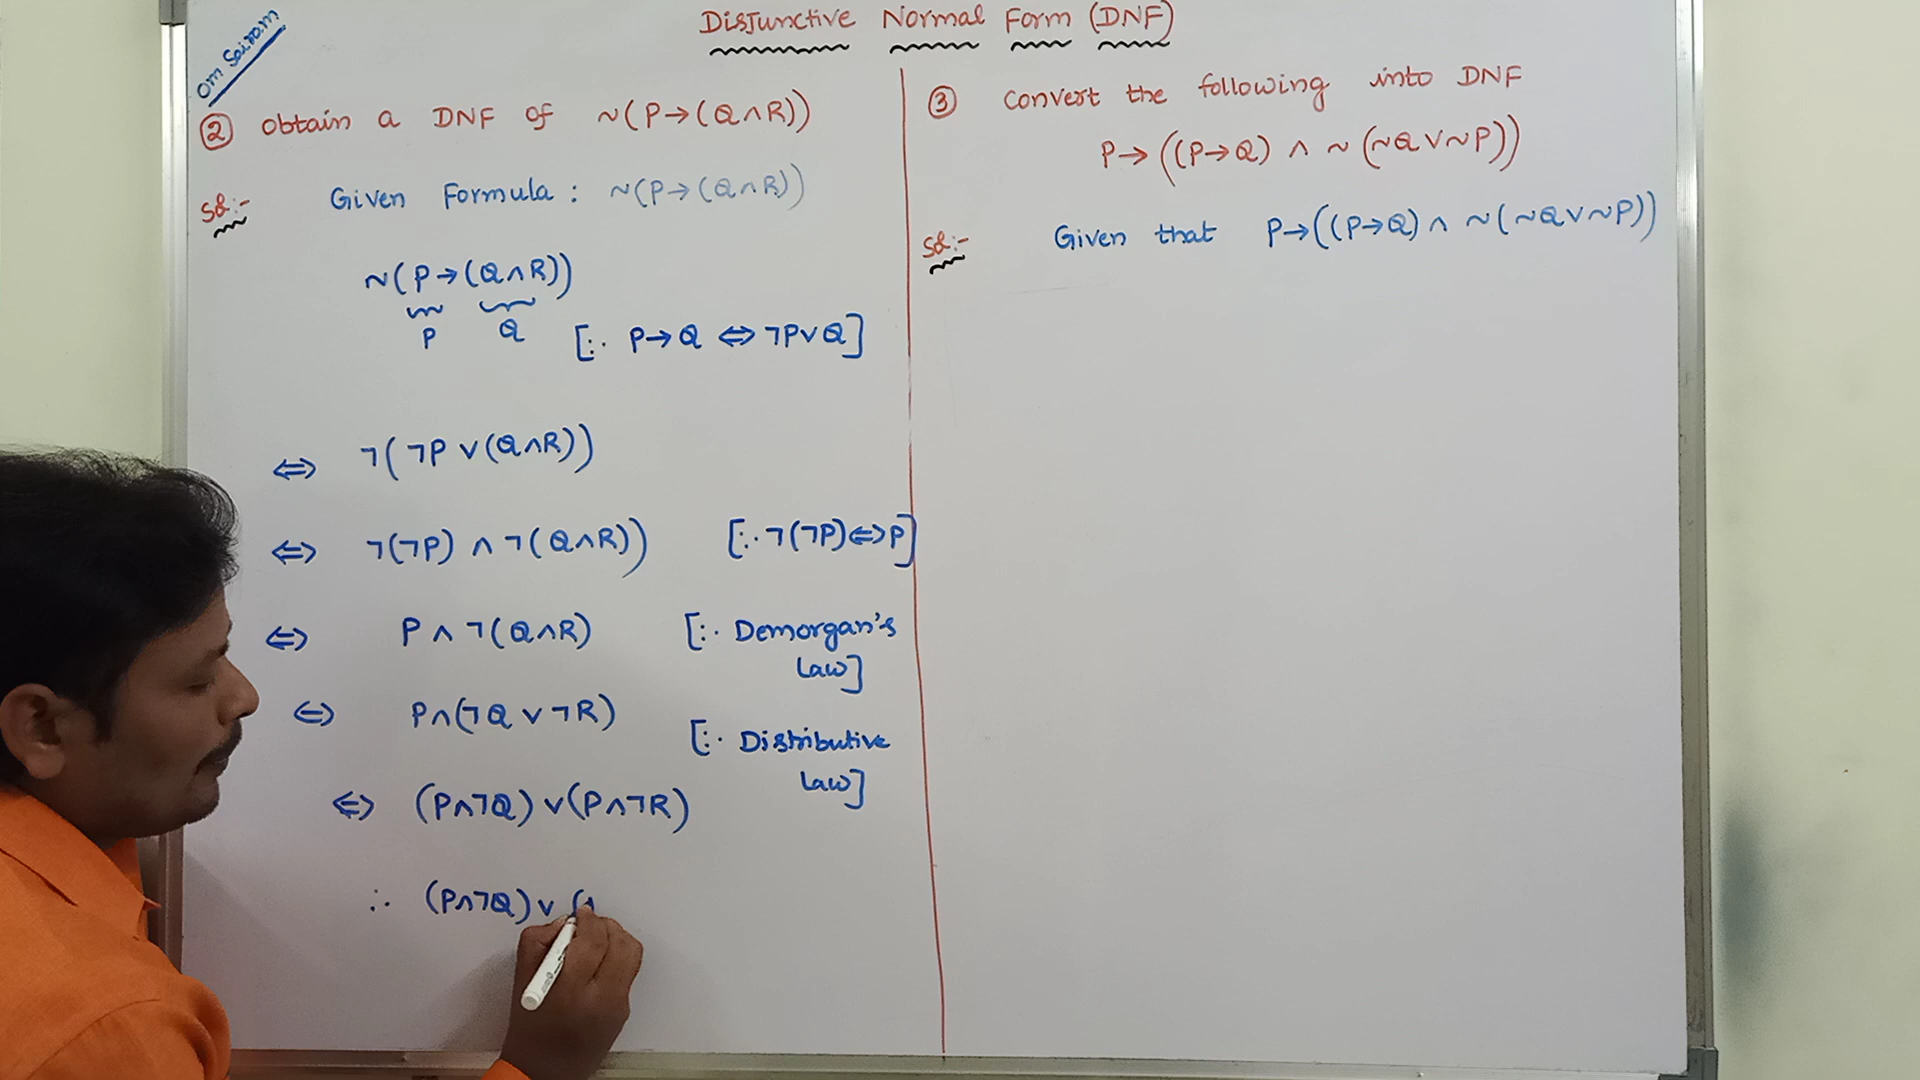 Om Sairam
Disjunctive Normal Form (DNF)
② Obtain a DNF of ~(P→(Q∧R))
Sol:- Given Formula : ~(P→(Q∧R))
~(P→(Q∧R))
P Q
[∵ P→Q ⇔ ¬P∨Q]
⇔ ¬(¬P∨(Q∧R))
⇔ ¬(¬P) ∧ ¬(Q∧R)) [∵ ¬(¬P)⇔P]
⇔ P∧¬(Q∧R) [∵ Demorgan's
Law]
⇔ P∧(¬Q∨¬R)
[∵ Distributive
Law]
⇔ (P∧¬Q)∨(P∧¬R)
∴ (P∧¬Q)∨(
③ Convert the following into DNF
P→((P→Q) ∧ ~(~Q∨~P))
Sol:- Given that P→((P→Q)∧ ~(~Q∨~P))